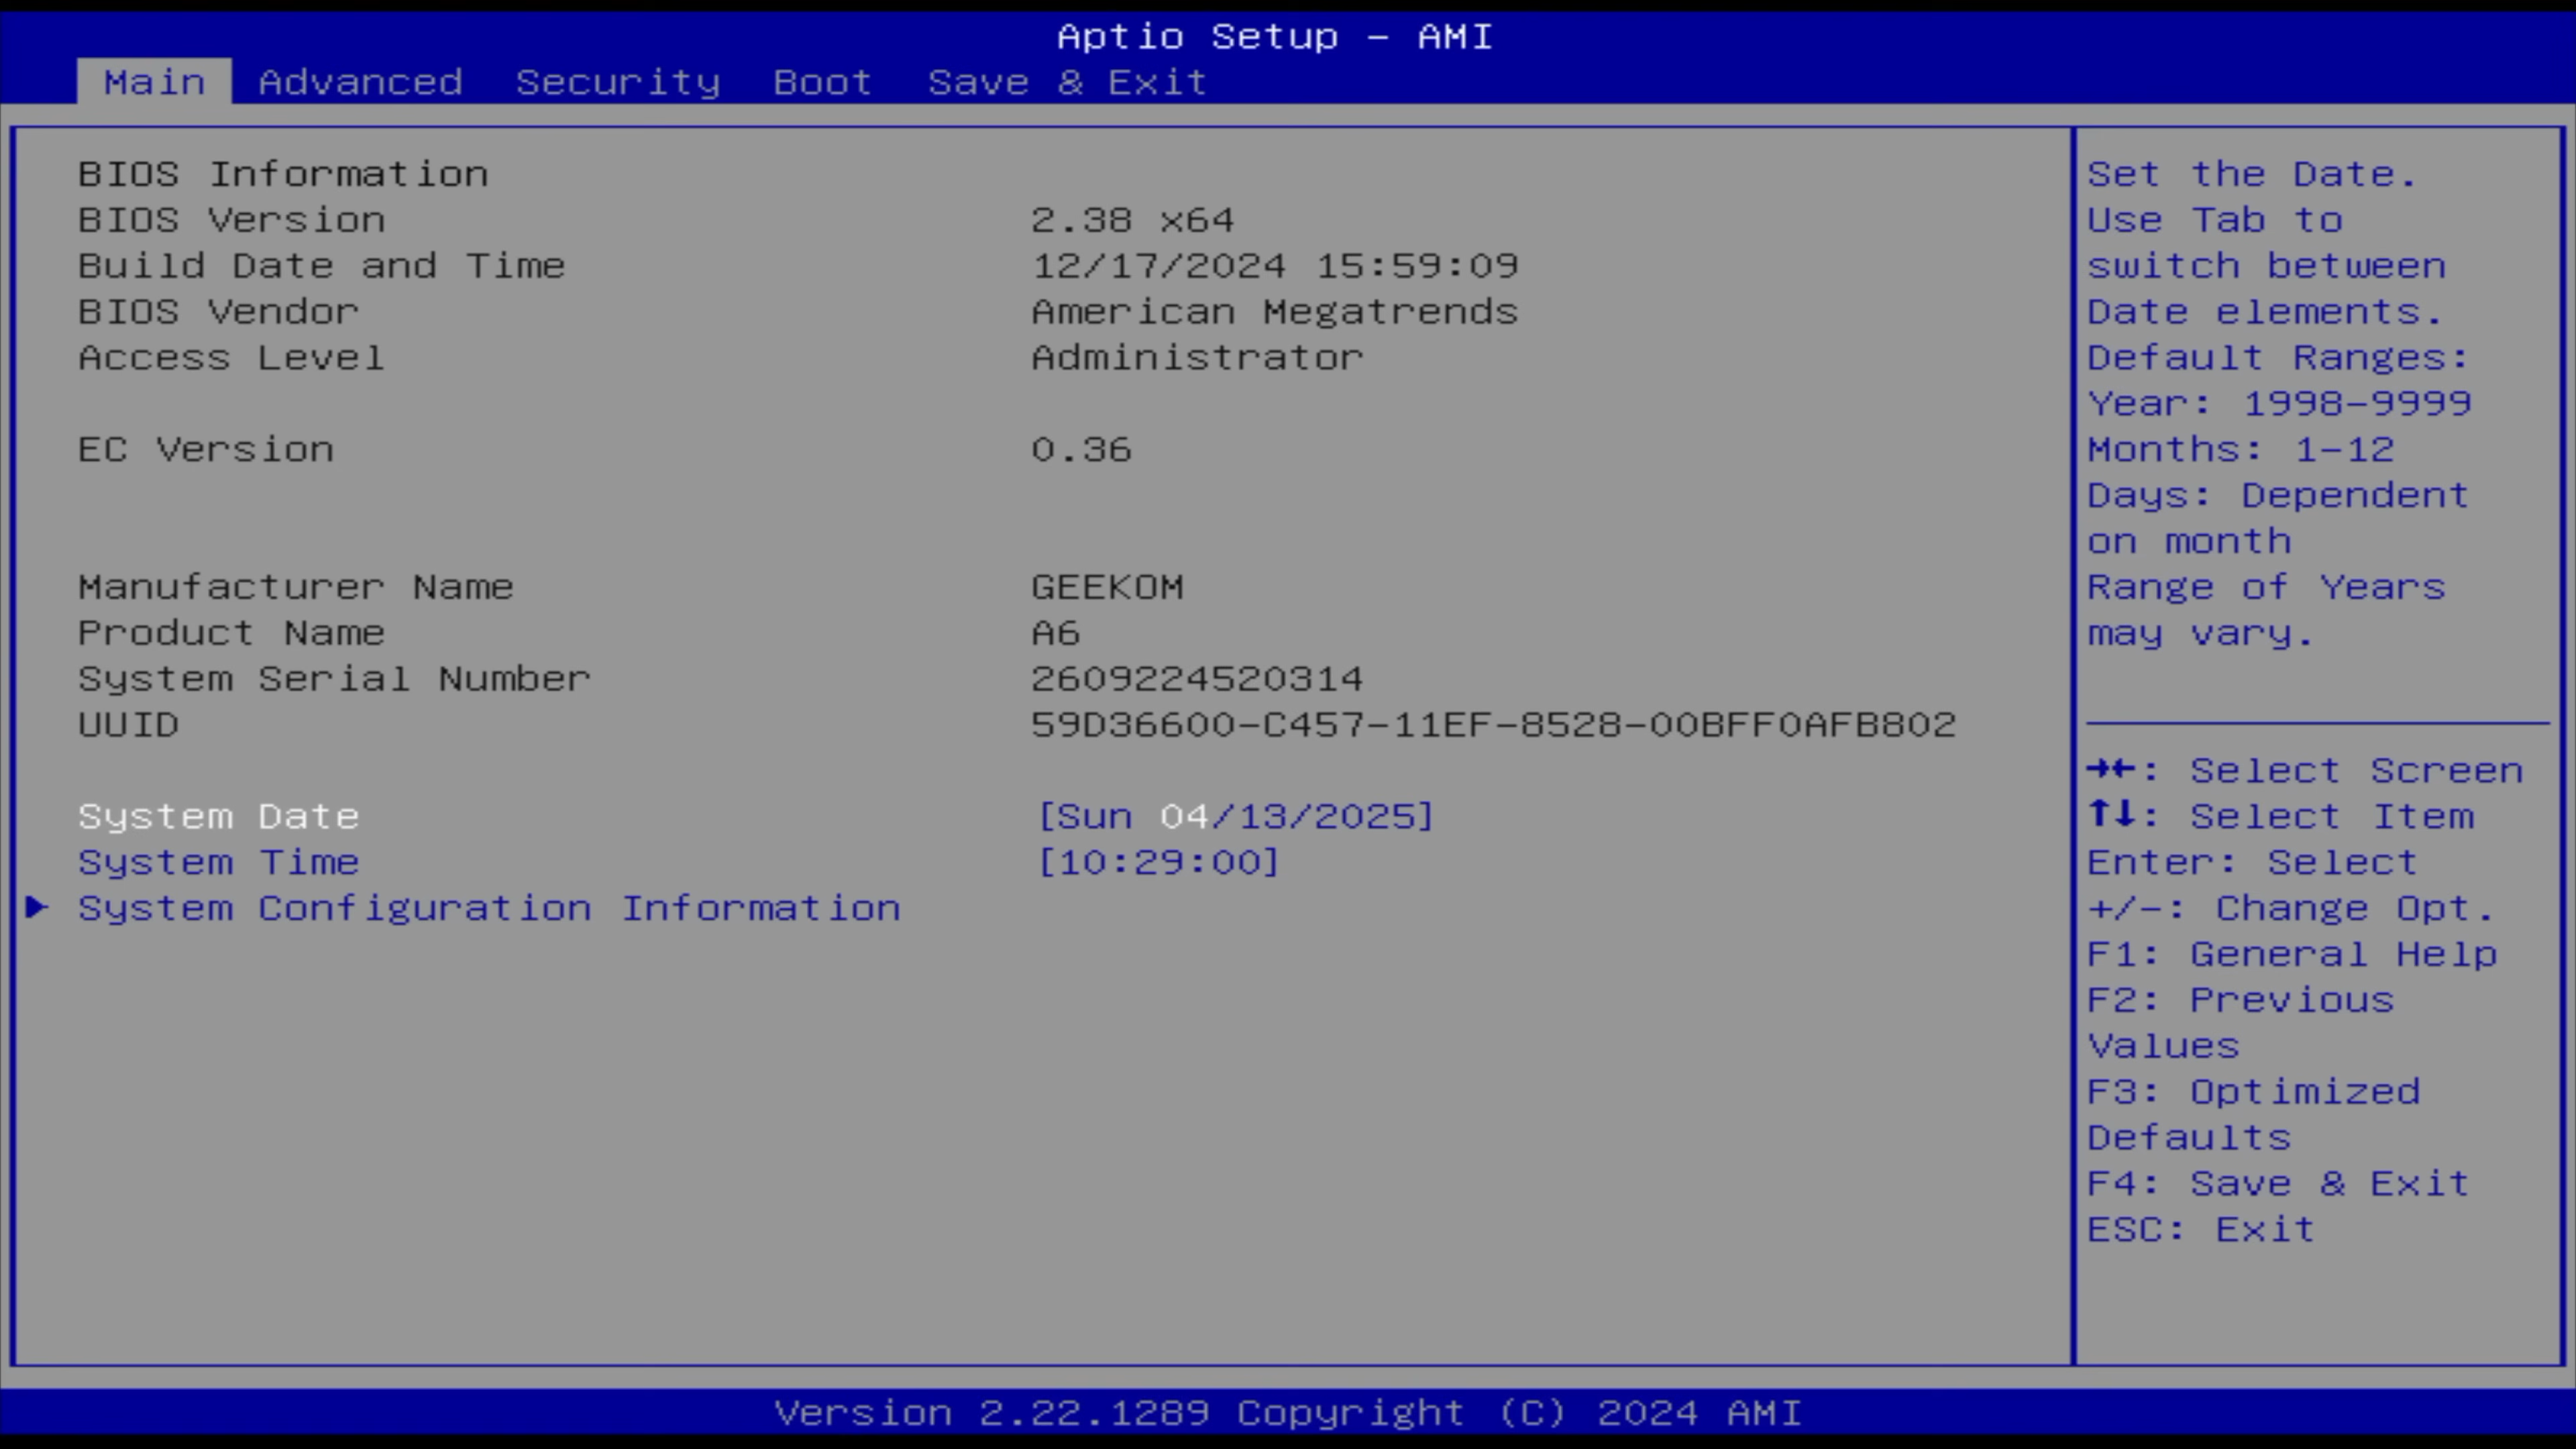 Aptio Setup – AMI
Main Advanced Security Boot Save & Exit
BIOS Information
BIOS Version 2.38 x64
Build Date and Time 12/17/2024 15:59:09
BIOS Vendor American Megatrends
Access Level Administrator
EC Version 0.36
Manufacturer Name GEEKOM
Product Name A6
System Serial Number 2609224520314
UUID 59D36600-C457-11EF-8528-00BFF0AFB802
System Date [Sun 04/13/2025]
System Time [10:29:00]
► System Configuration Information
Set the Date.
Use Tab to
switch between
Date elements.
Default Ranges:
Year: 1998-9999
Months: 1-12
Days: Dependent
on month
Range of Years
may vary.
→←: Select Screen
↑↓: Select Item
Enter: Select
+/-: Change Opt.
F1: General Help
F2: Previous
Values
F3: Optimized
Defaults
F4: Save & Exit
ESC: Exit
Version 2.22.1289 Copyright (C) 2024 AMI